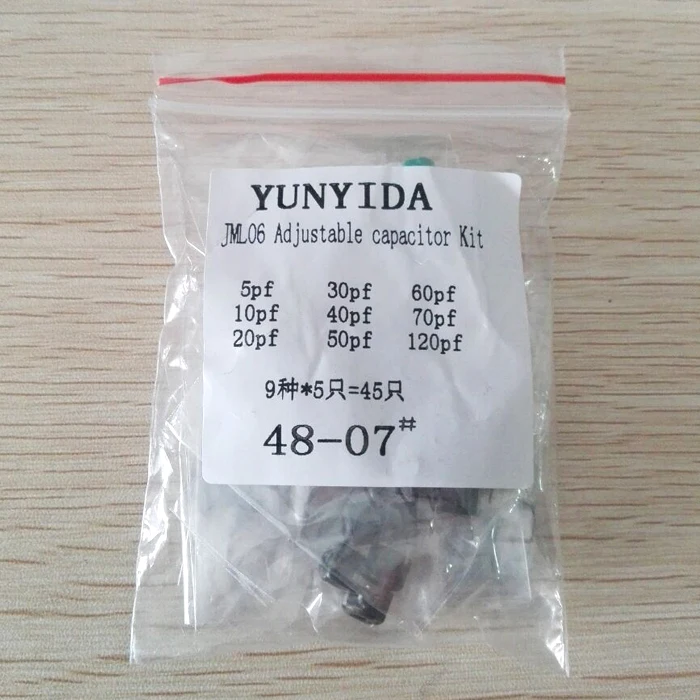 YUNYIDA
JML06 Adjustable capacitor Kit
5pf 30pf 60pf
10pf 40pf 70pf
20pf 50pf 120pf
9种*5只=45只
48-07#